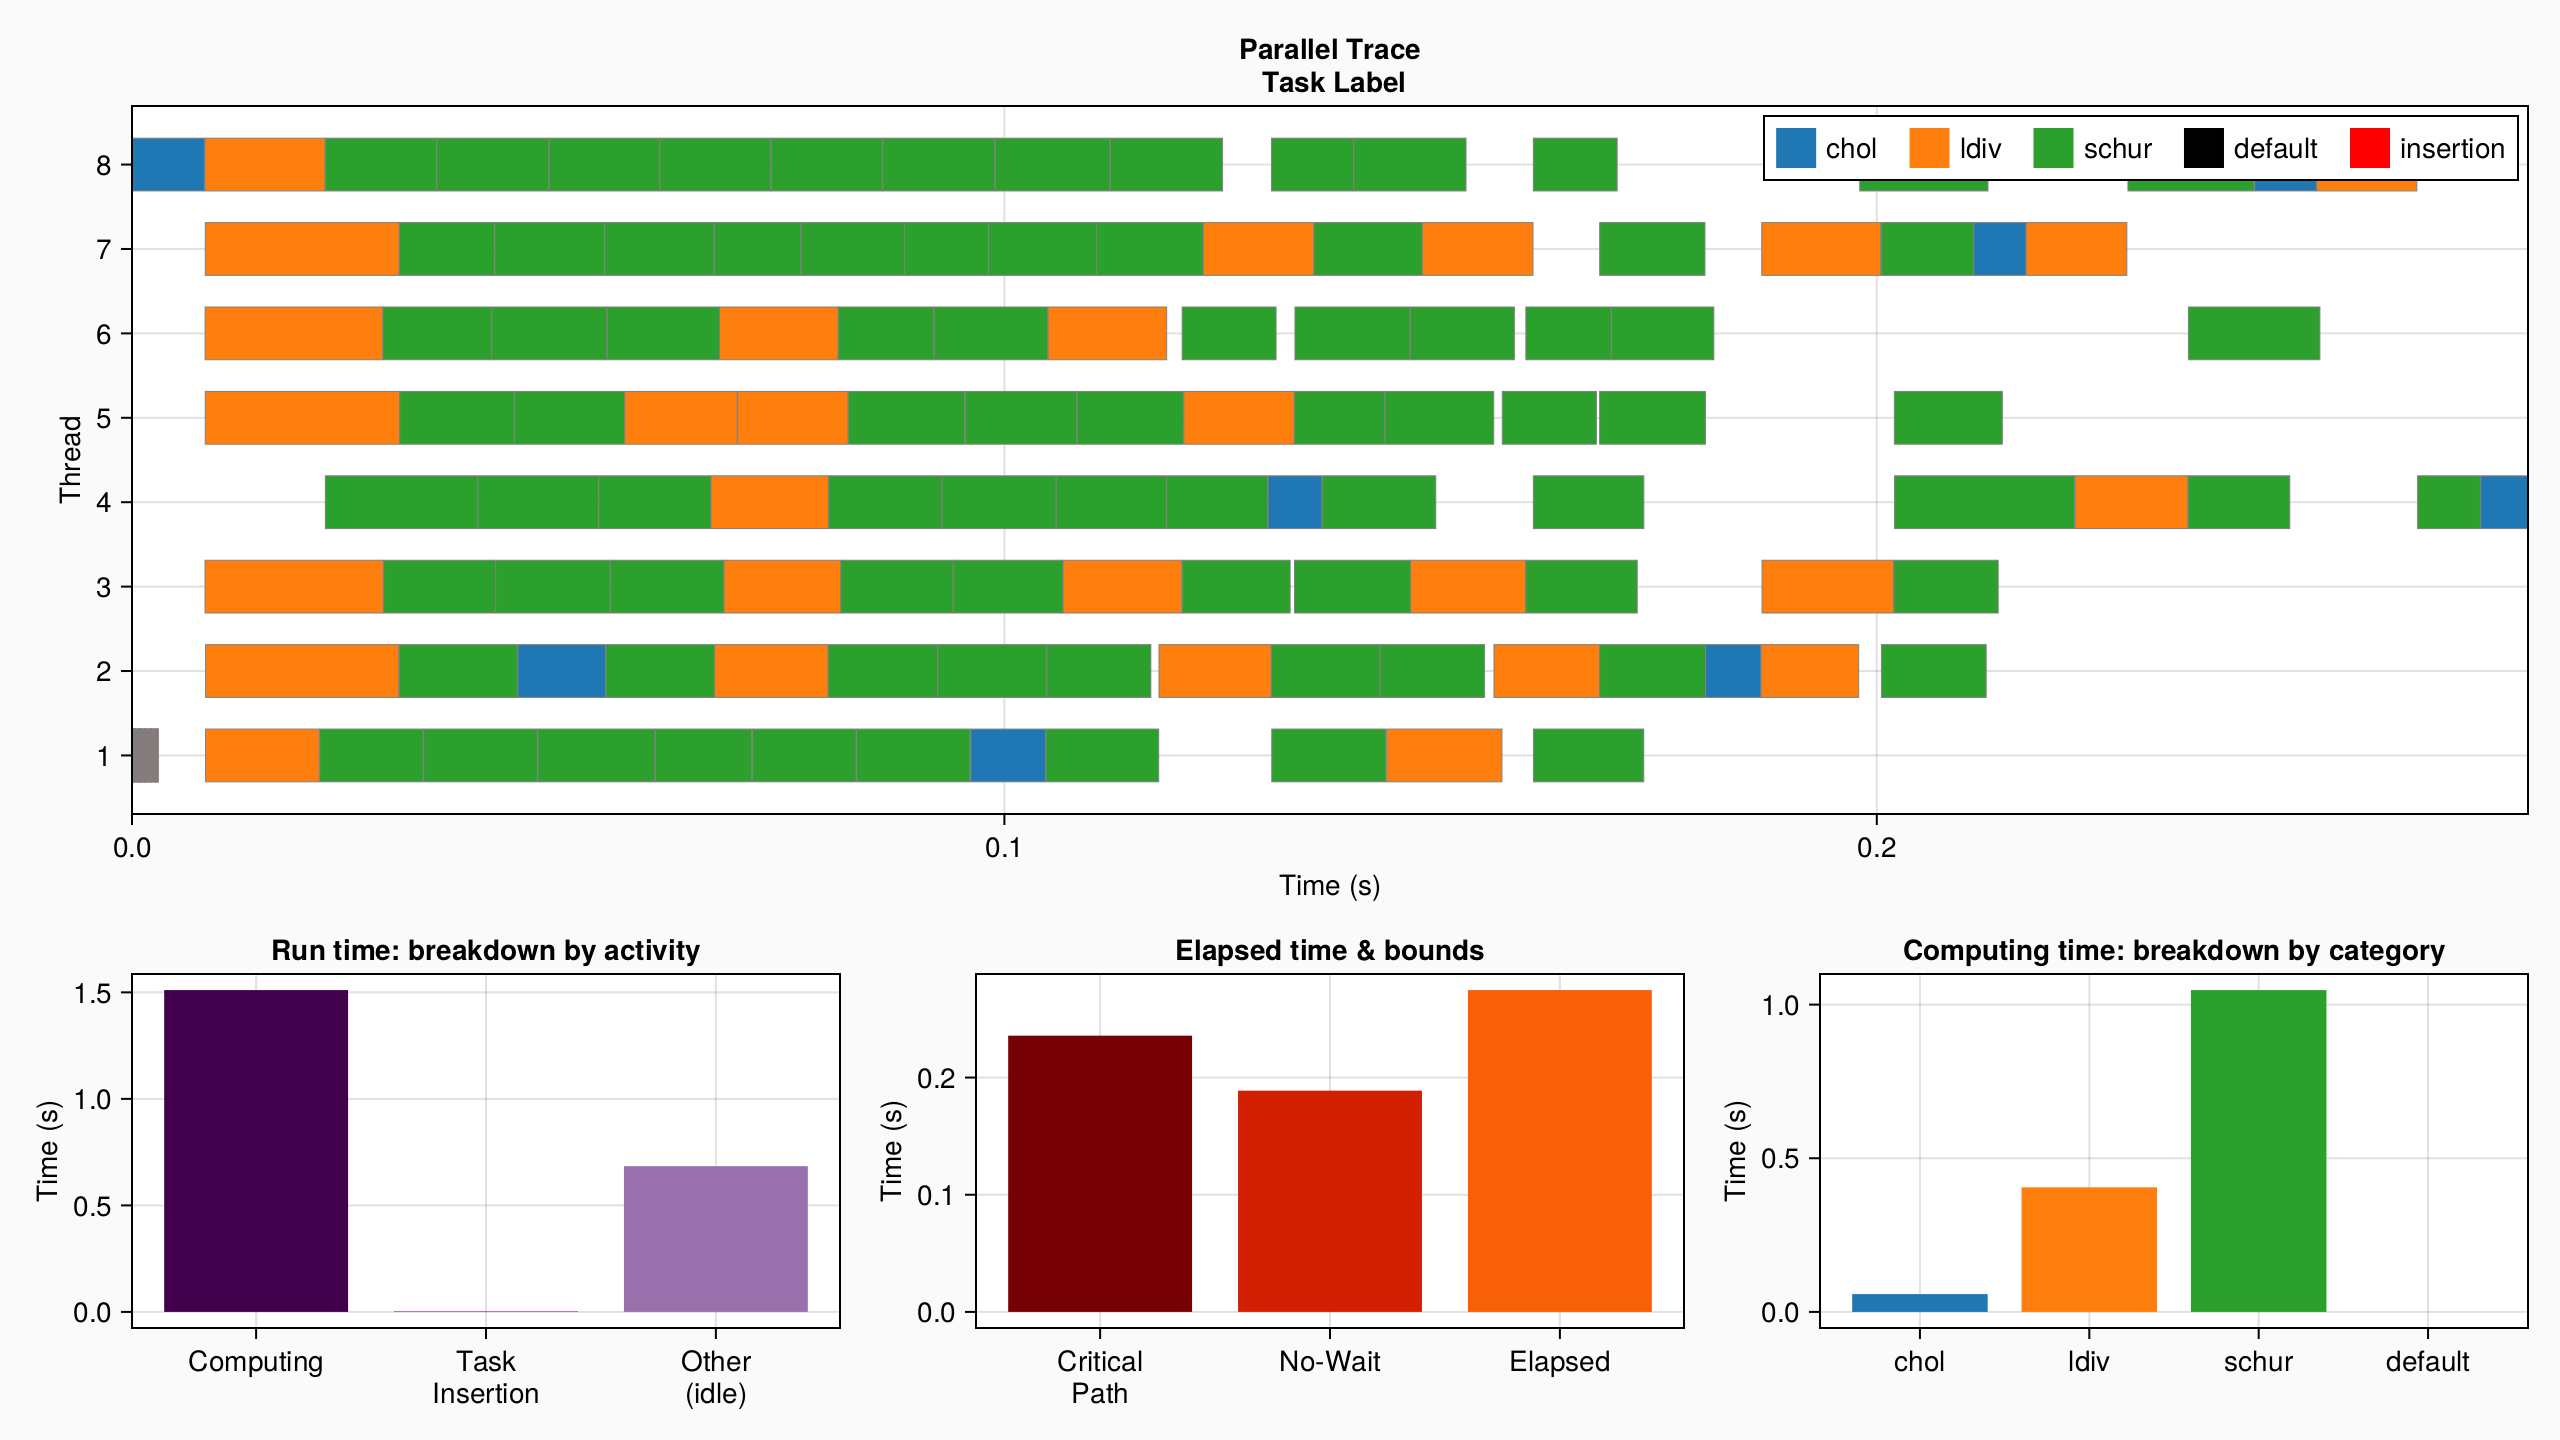 Parallel Trace
Task Label
chol
ldiv
schur
default
insertion
8
7
6
5
4
3
2
1
Thread
0.0
0.1
0.2
Time (s)
Run time: breakdown by activity
1.5
1.0
0.5
0.0
Time (s)
Computing
Task
Insertion
Other
(idle)
Elapsed time & bounds
0.2
0.1
0.0
Time (s)
Critical
Path
No-Wait
Elapsed
Computing time: breakdown by category
1.0
0.5
0.0
Time (s)
chol
ldiv
schur
default